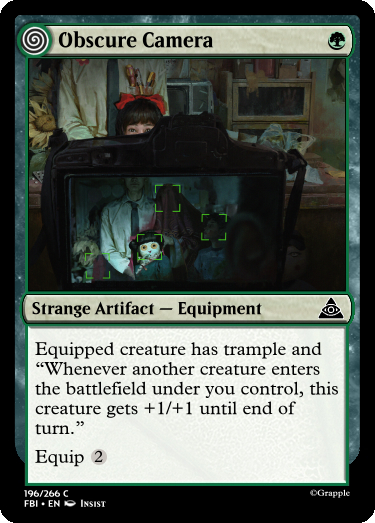 Obscure Camera
Strange Artifact — Equipment
Equipped creature has trample and
“Whenever another creature enters
the battlefield under you control, this
creature gets +1/+1 until end of
turn.”
Equip 2
196/266 C
©Grapple
FBI • EN Insist